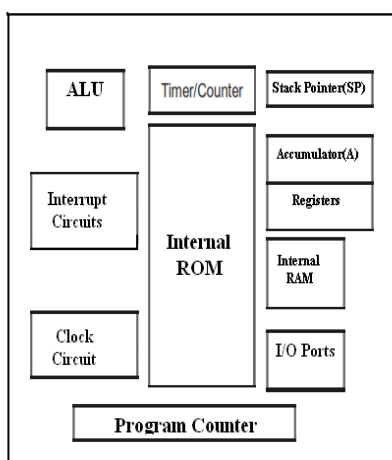 ALU
Timer/Counter
Stack Pointer(SP)
Accumulator(A)
Registers
Interrupt
Circuits
Internal
ROM
Internal
RAM
Clock
Circuit
I/O Ports
Program Counter